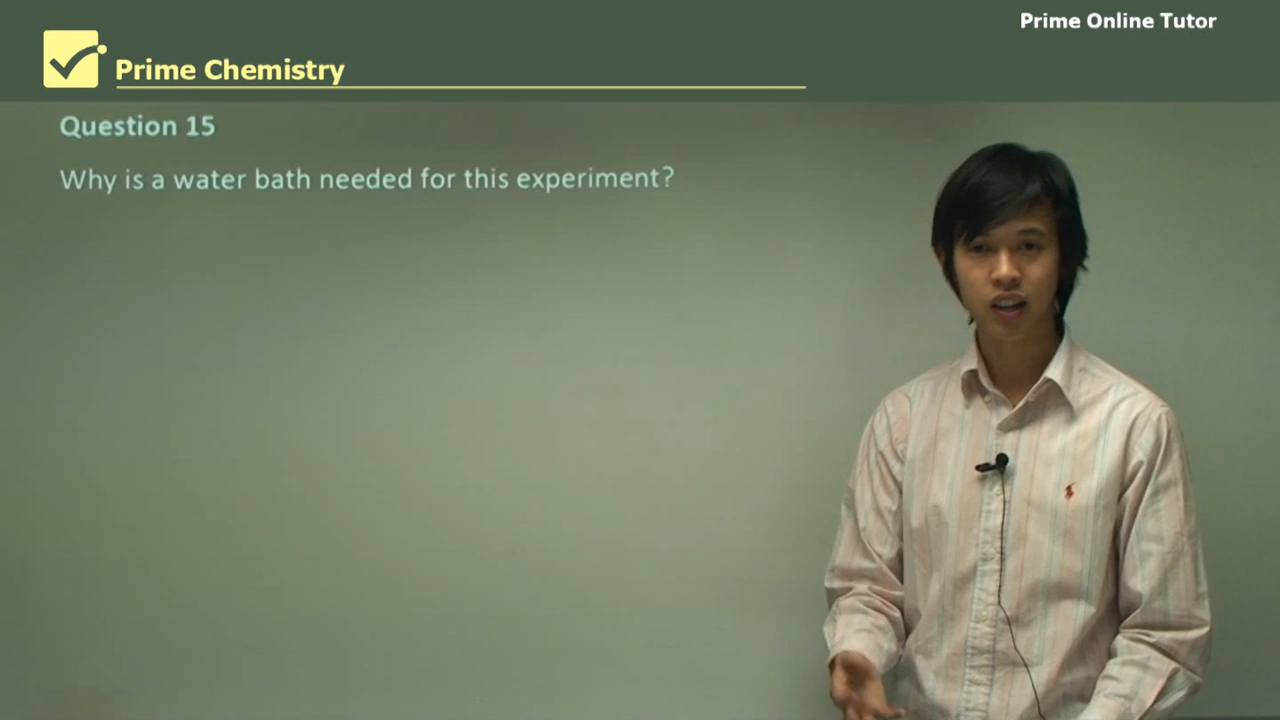 Prime Online Tutor
Prime Chemistry
Question 15
Why is a water bath needed for this experiment?